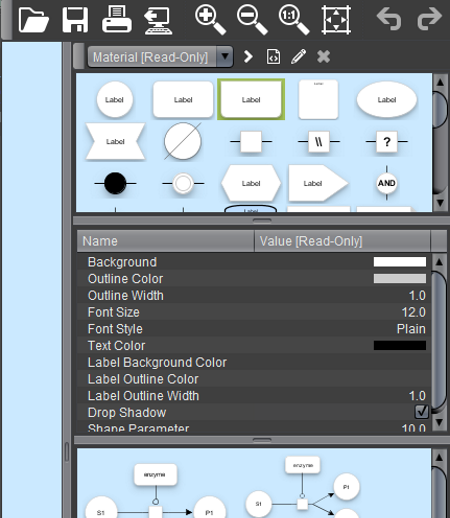 1:1
Material [Read-Only]
Label Label Label Label
Label \\ ?
Label Label AND
Label
Name Value [Read-Only]
Background
Outline Color
Outline Width 1.0
Font Size 12.0
Font Style Plain
Text Color
Label Background Color
Label Outline Color
Label Outline Width 1.0
Drop Shadow
Shape Parameter 10.0
enzyme enzyme
P1
S1 P1 S1